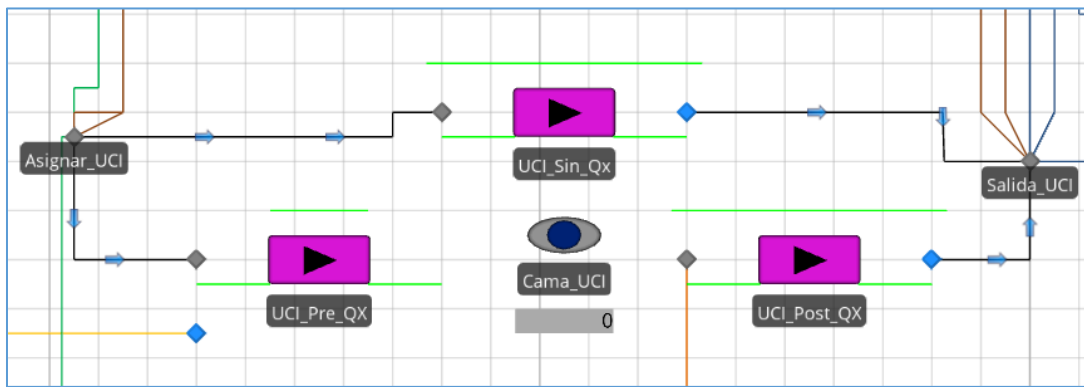 Asignar_UCI
UCI_Sin_Qx
Salida_UCI
UCI_Pre_QX
Cama_UCI
0
UCI_Post_QX